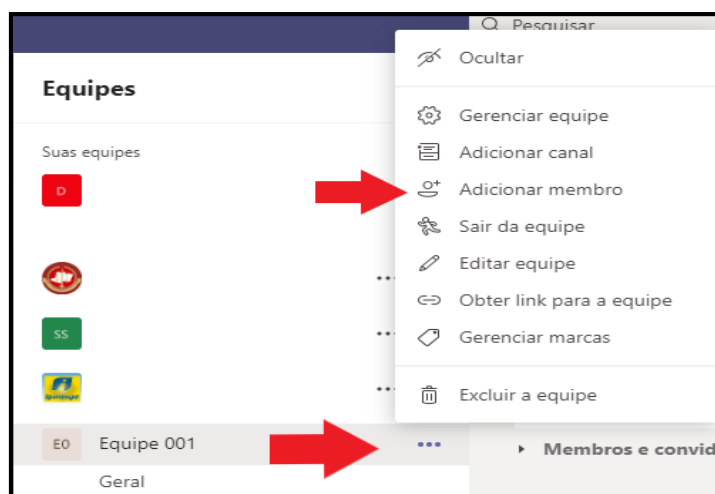 Pesquisar
Equipes
Suas equipes
D
SS
E0 Equipe 001
Geral
Ocultar
Gerenciar equipe
Adicionar canal
Adicionar membro
Sair da equipe
Editar equipe
Obter link para a equipe
Gerenciar marcas
Excluir a equipe
Membros e convid